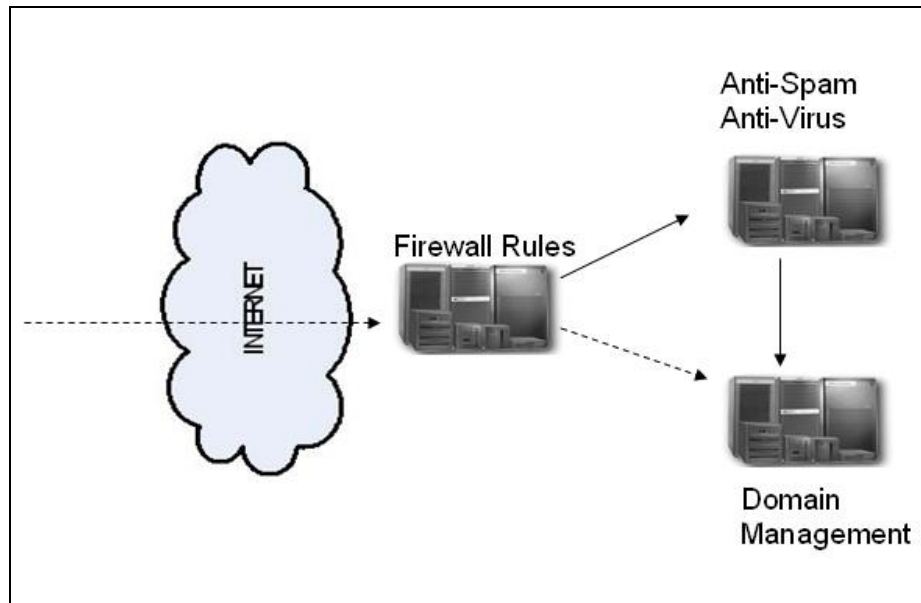 Anti-Spam
Anti-Virus
Firewall Rules
INTERNET
Domain
Management